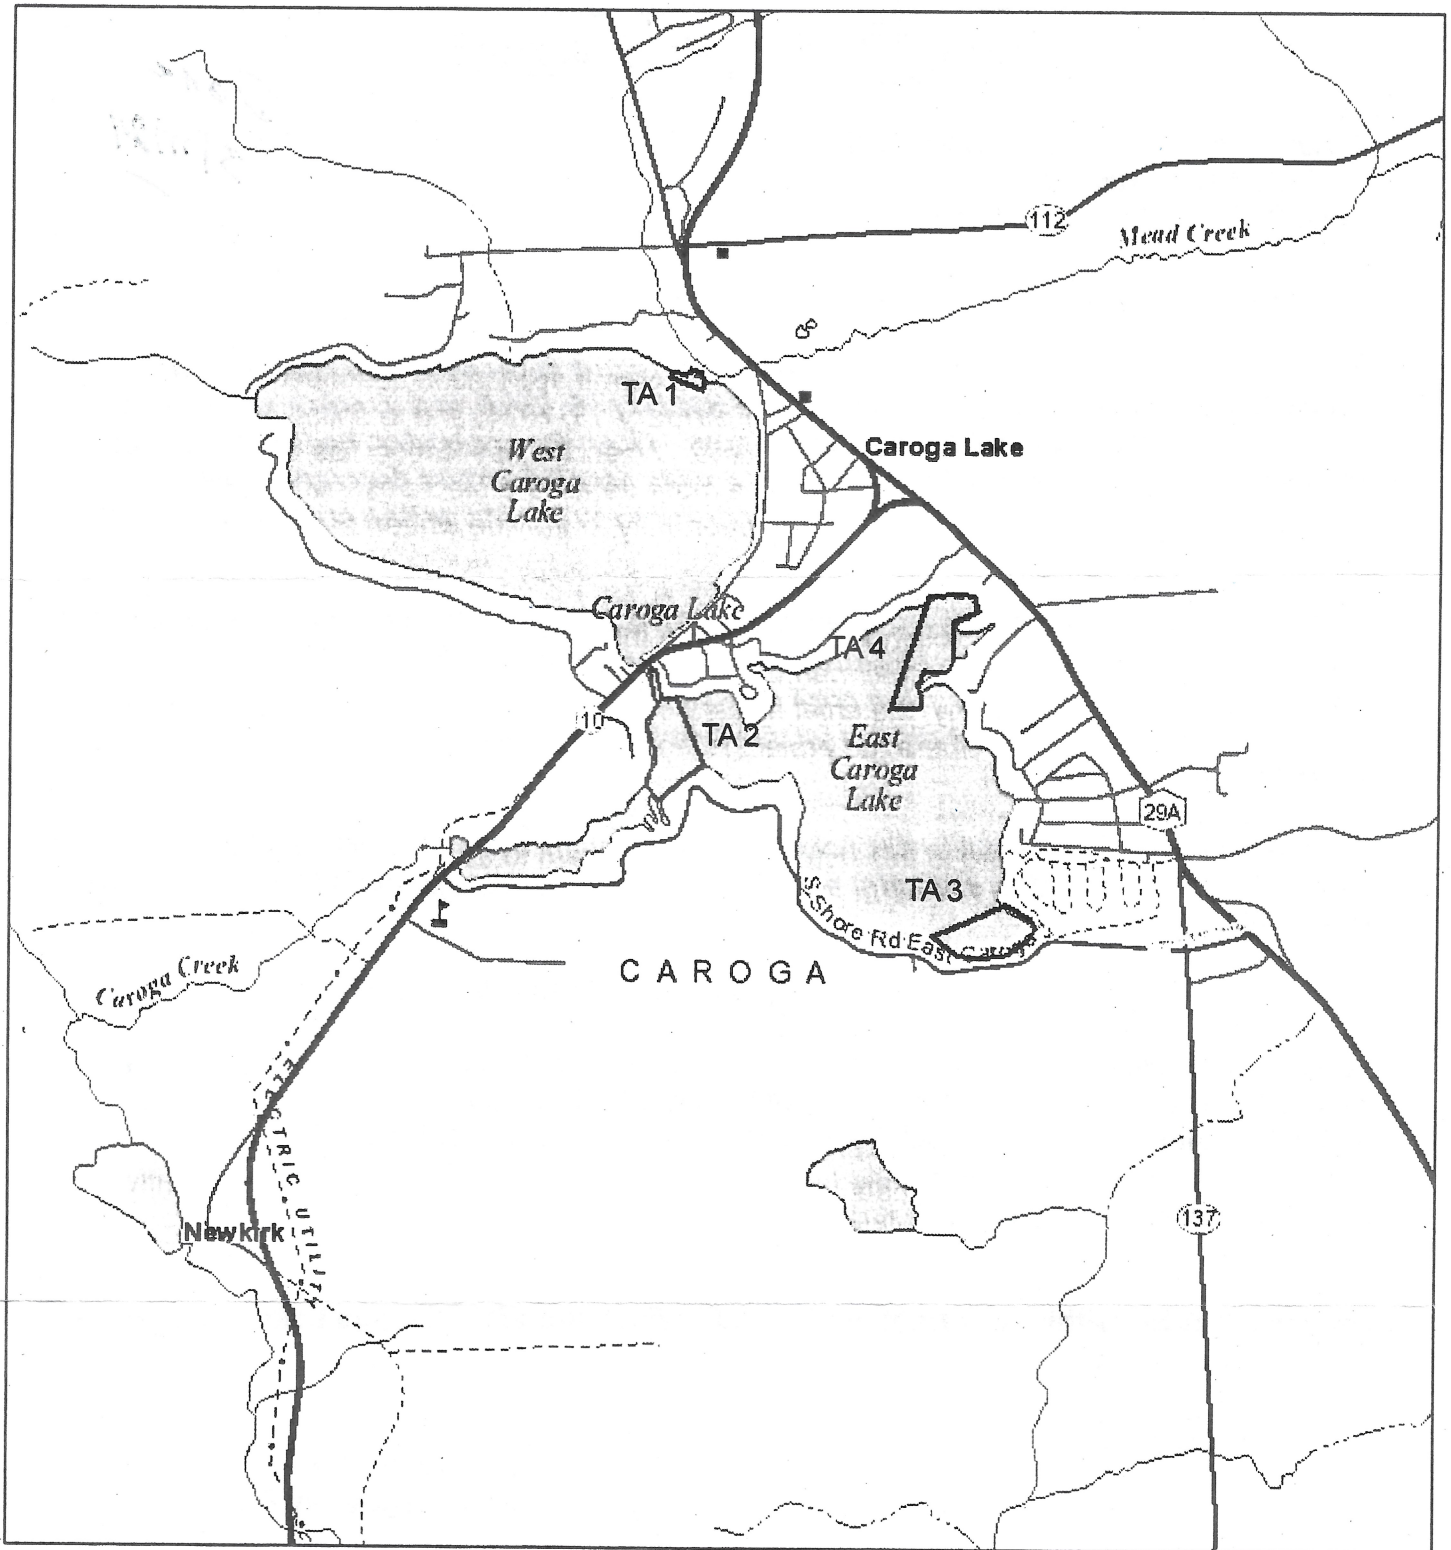 112
Mead Creek
TA 1
Caroga Lake
West
Caroga
Lake
Caroga Lake
TA 4
10
TA 2
East
Caroga
Lake
29A
TA 3
S Shore Rd East Caroga
CAROGA
Caroga Creek
ELECTRIC UTILITY
137
Newkirk